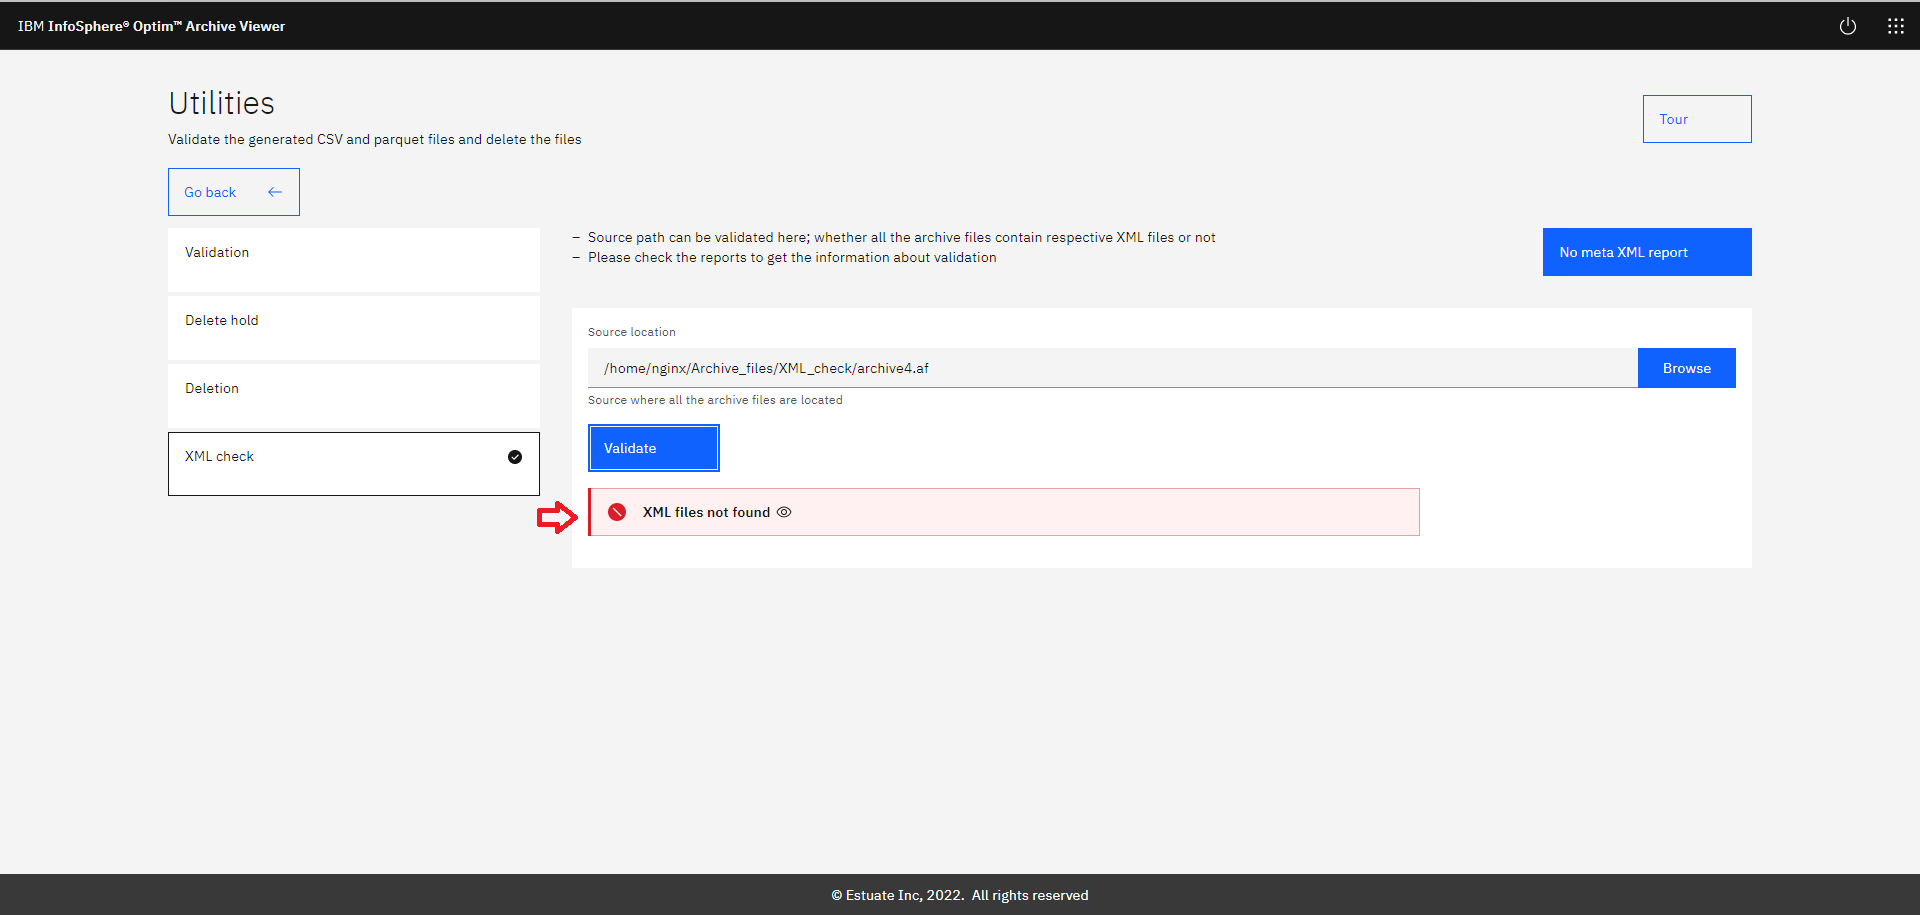 IBM InfoSphere® Optim™ Archive Viewer
Utilities
Validate the generated CSV and parquet files and delete the files
Tour
Go back
Validation
Delete hold
Deletion
XML check
– Source path can be validated here; whether all the archive files contain respective XML files or not
– Please check the reports to get the information about validation
No meta XML report
Source location
/home/nginx/Archive_files/XML_check/archive4.af
Browse
Source where all the archive files are located
Validate
XML files not found
© Estuate Inc, 2022. All rights reserved